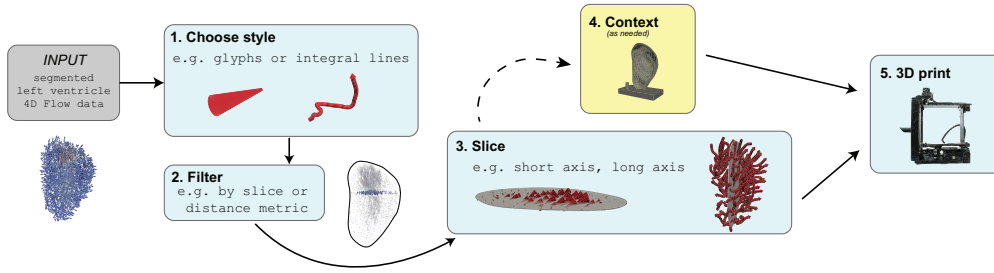 INPUT
segmented
left ventricle
4D Flow data
1. Choose style
e.g. glyphs or integral lines
2. Filter
e.g. by slice or
distance metric
3. Slice
e.g. short axis, long axis
4. Context
(as needed)
5. 3D print